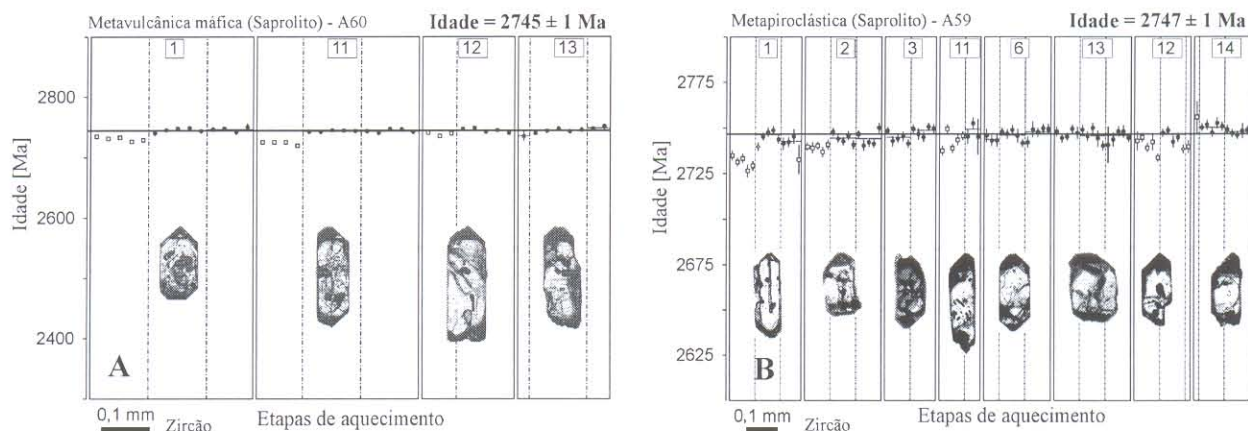 Metavulcânica máfica (Saprolito) - A60 Idade = 2745 ± 1 Ma
1 11 12 13
2800
2600
2400
Idade [Ma]
A
0,1 mm
Zircão
Etapas de aquecimento
Metapiroclástica (Saprolito) - A59 Idade = 2747 ± 1 Ma
1 2 3 11 6 13 12 14
2775
2725
2675
2625
Idade [Ma]
B
0,1 mm
Zircão
Etapas de aquecimento